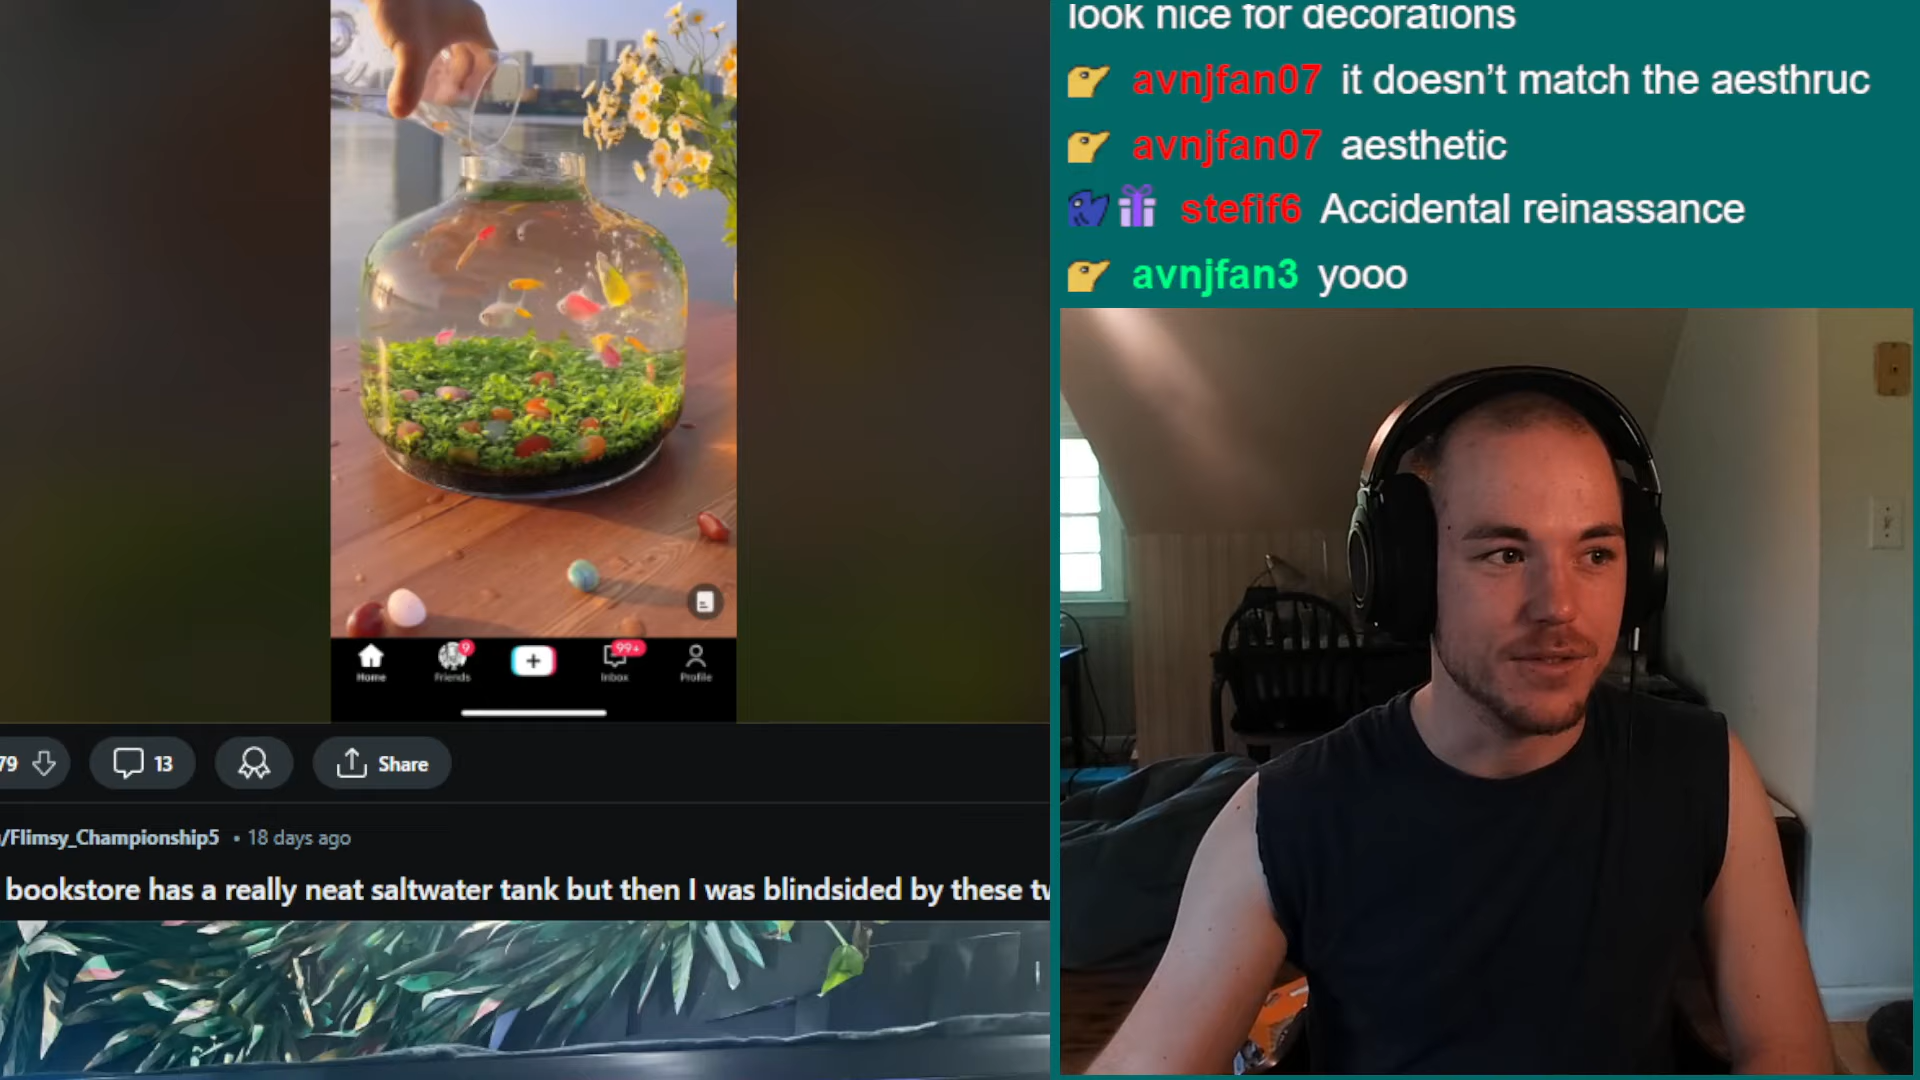 look nice for decorations
avnjfan07 it doesn’t match the aesthruc
avnjfan07 aesthetic
stefif6 Accidental reinassance
avnjfan3 yooo
Home
9
Friends
99+
Inbox
Profile
79
13
Share
/Flimsy_Championship5 • 18 days ago
bookstore has a really neat saltwater tank but then I was blindsided by these tw